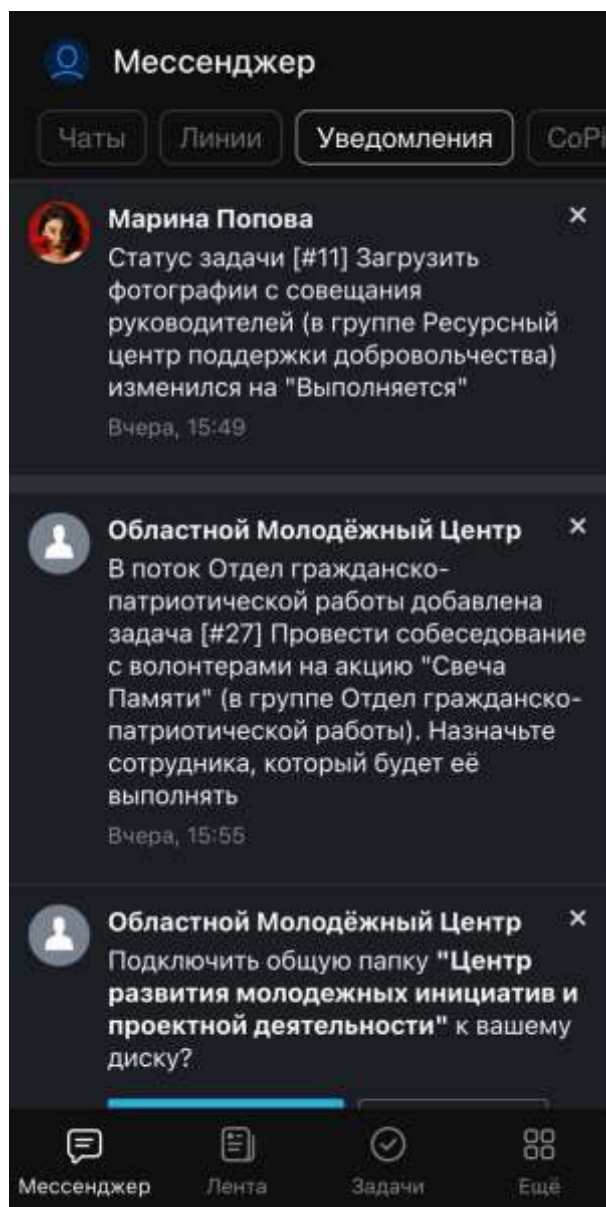 Мессенджер
Чаты Линии Уведомления CoPi
Марина Попова
Статус задачи [#11] Загрузить
фотографии с совещания
руководителей (в группе Ресурсный
центр поддержки добровольчества)
изменился на "Выполняется"
Вчера, 15:49
Областной Молодёжный Центр
В поток Отдел гражданско-
патриотической работы добавлена
задача [#27] Провести собеседование
с волонтерами на акцию "Свеча
Памяти" (в группе Отдел гражданско-
патриотической работы). Назначьте
сотрудника, который будет её
выполнять
Вчера, 15:55
Областной Молодёжный Центр
Подключить общую папку "Центр
развития молодежных инициатив и
проектной деятельности" к вашему
диску?
Мессенджер Лента Задачи Ещё